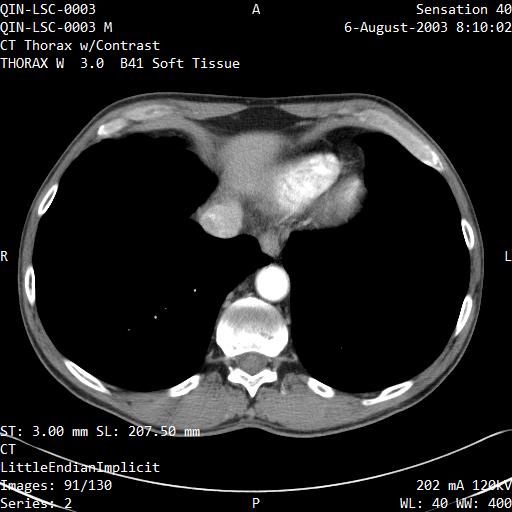 QIN-LSC-0003
A
Sensation 40
QIN-LSC-0003 M
6-August-2003 8:10:02
CT Thorax w/Contrast
THORAX W  3.0  B41 Soft Tissue
R
L
ST: 3.00 mm SL: 207.50 mm
CT
LittleEndianImplicit
Images: 91/130
202 mA 120kV
Series: 2
P
WL: 40 WW: 400